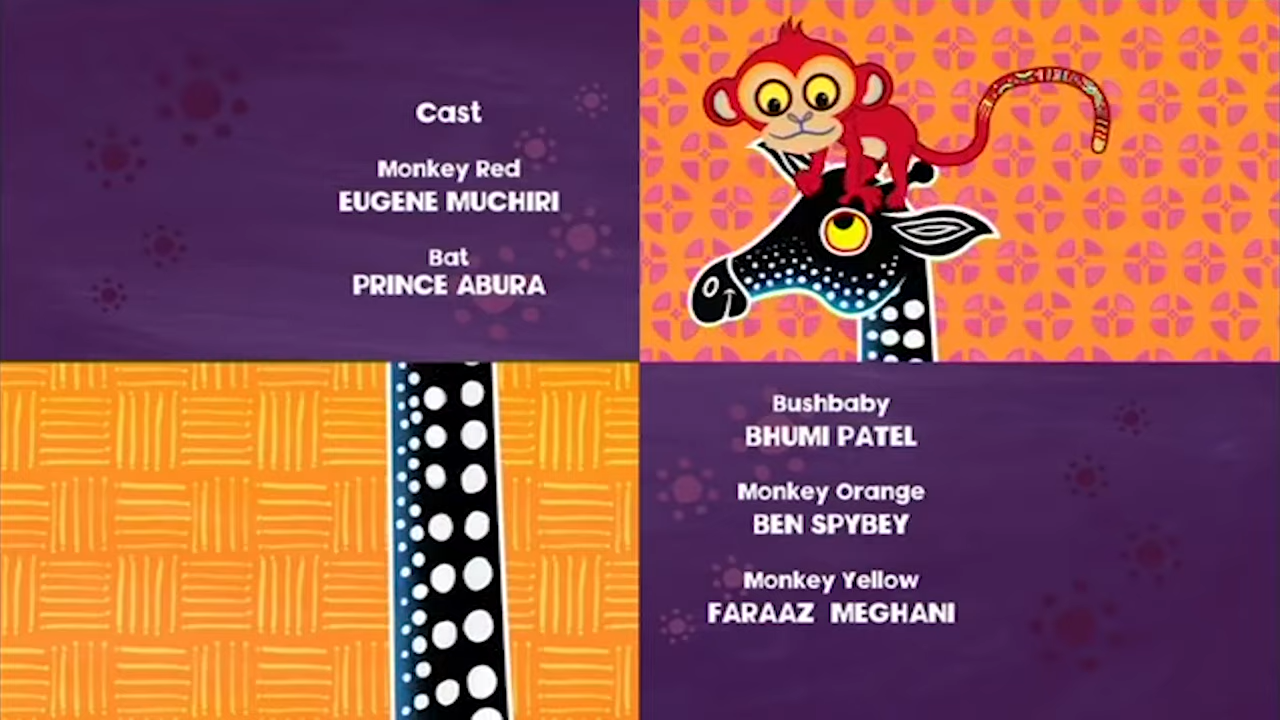 Cast
Monkey Red
EUGENE MUCHIRI
Bat
PRINCE ABURA
Bushbaby
BHUMI PATEL
Monkey Orange
BEN SPYBEY
Monkey Yellow
FARAAZ MEGHANI